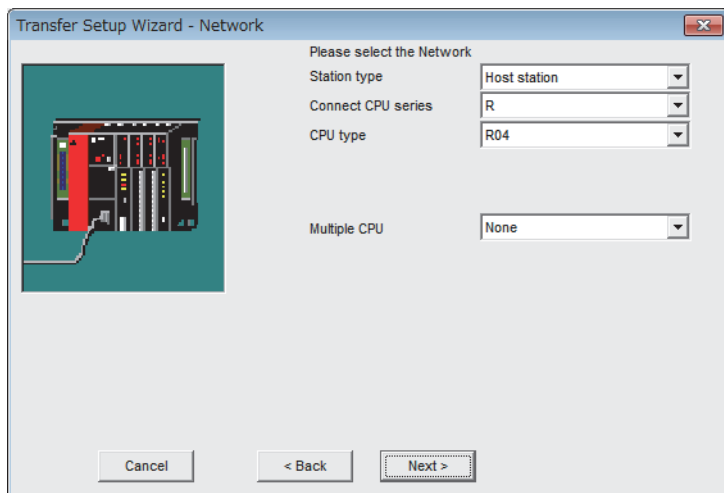 Transfer Setup Wizard - Network
Please select the Network
Station type Host station
Connect CPU series R
CPU type R04
Multiple CPU None
Cancel < Back Next >